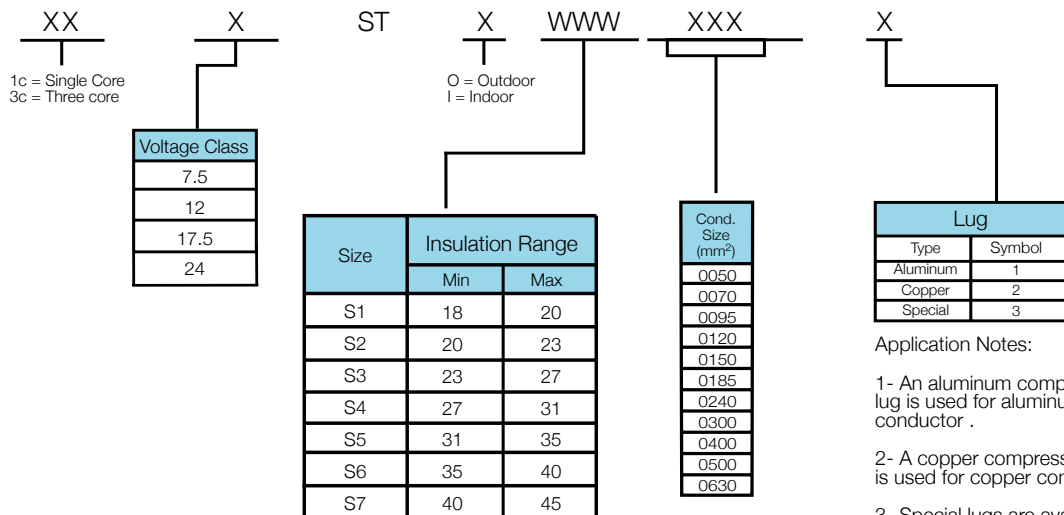 XX X ST X WWW XXX X
1c = Single Core
3c = Three core
O = Outdoor
I = Indoor
Voltage Class
7.5
12
17.5
24
Size Insulation Range
Min Max
S1 18 20
S2 20 23
S3 23 27
S4 27 31
S5 31 35
S6 35 40
S7 40 45
Cond.
Size
(mm²)
0050
0070
0095
0120
0150
0185
0240
0300
0400
0500
0630
Lug
Type Symbol
Aluminum 1
Copper 2
Special 3
Application Notes:
1- An aluminum
lug is used for
conductor .
2- A copper
is used for copper
3- Special lugs are